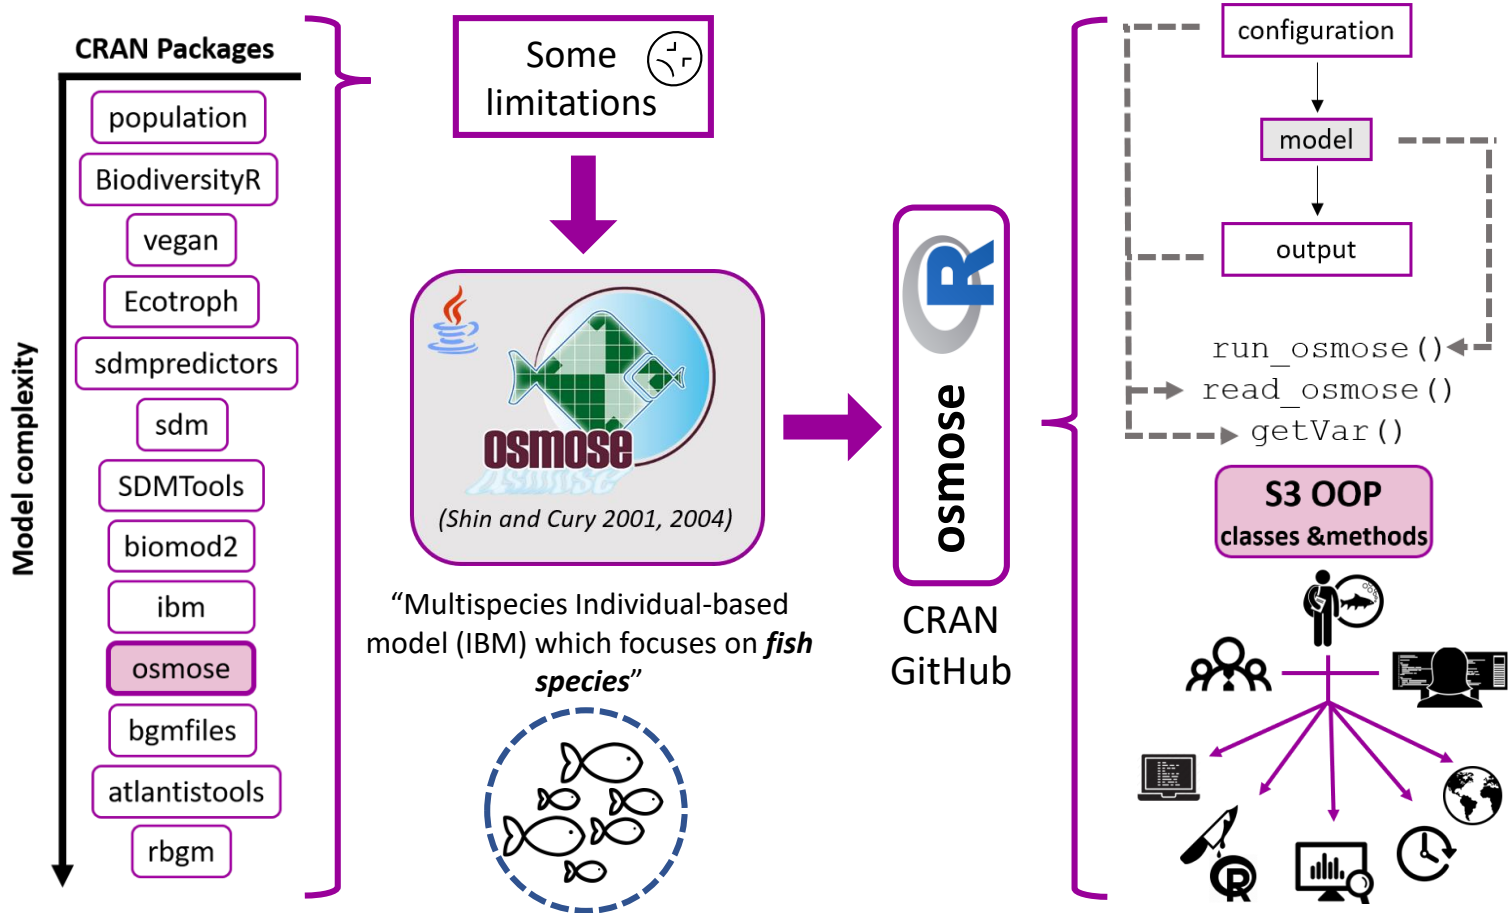 CRAN Packages
Model complexity
population
BiodiversityR
vegan
Ecotroph
sdmpredictors
sdm
SDMTools
biomod2
ibm
osmose
bgmfiles
atlantistools
rbgm
Some
limitations
osmose
(Shin and Cury 2001, 2004)
“Multispecies Individual-based
model (IBM) which focuses on fish
species”
R
osmose
CRAN
GitHub
configuration
model
output
run_osmose()
read_osmose()
getVar()
S3 OOP
classes &methods
R